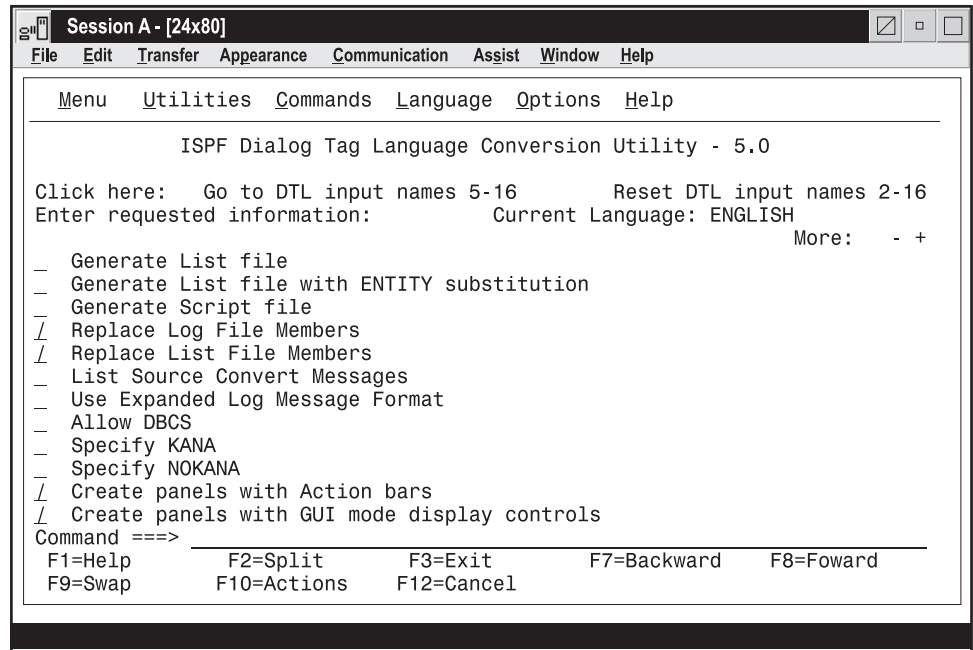 Session A - [24x80]
File Edit Transfer Appearance Communication Assist Window Help
Menu Utilities Commands Language Options Help
ISPF Dialog Tag Language Conversion Utility - 5.0
Click here: Go to DTL input names 5-16 Reset DTL input names 2-16
Enter requested information: Current Language: ENGLISH
More: - +
_ Generate List file
_ Generate List file with ENTITY substitution
_ Generate Script file
/ Replace Log File Members
/ Replace List File Members
_ List Source Convert Messages
_ Use Expanded Log Message Format
_ Allow DBCS
_ Specify KANA
_ Specify NOKANA
/ Create panels with Action bars
/ Create panels with GUI mode display controls
Command ===>
F1=Help F2=Split F3=Exit F7=Backward F8=Foward
F9=Swap F10=Actions F12=Cancel